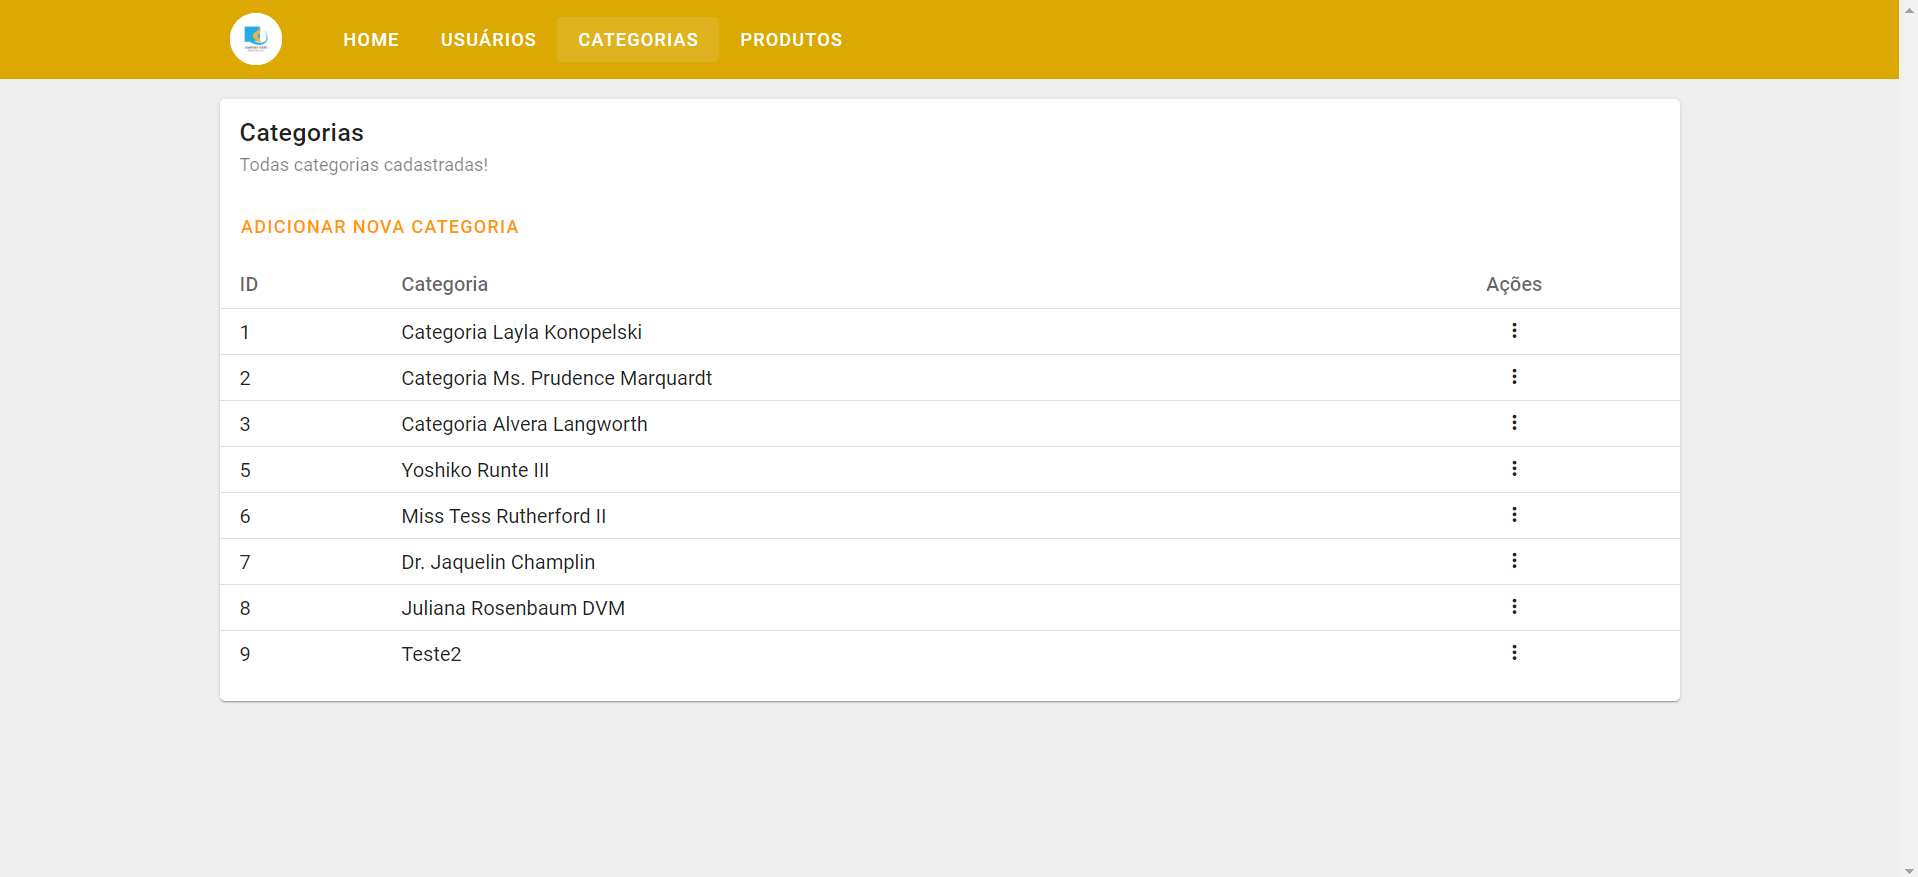 HOME USUÁRIOS CATEGORIAS PRODUTOS
Categorias
Todas categorias cadastradas!
ADICIONAR NOVA CATEGORIA
ID Categoria Ações
1 Categoria Layla Konopelski
2 Categoria Ms. Prudence Marquardt
3 Categoria Alvera Langworth
5 Yoshiko Runte III
6 Miss Tess Rutherford II
7 Dr. Jaquelin Champlin
8 Juliana Rosenbaum DVM
9 Teste2